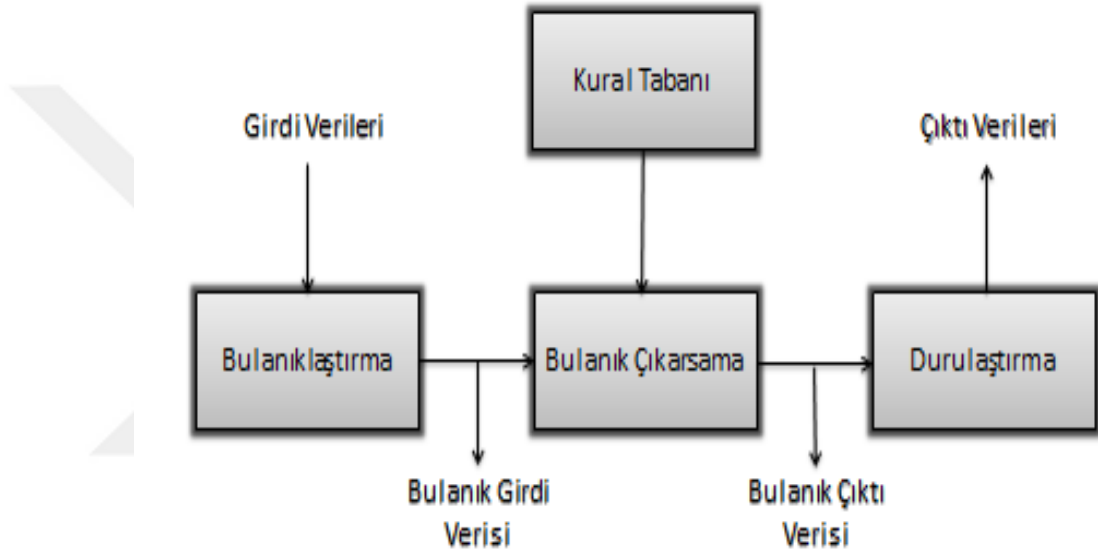 Kural Tabanı
Girdi Verileri
Çıktı Verileri
Bulanıklaştırma
Bulanık Çıkarsama
Durulaştırma
Bulanık Girdi
Verisi
Bulanık Çıktı
Verisi